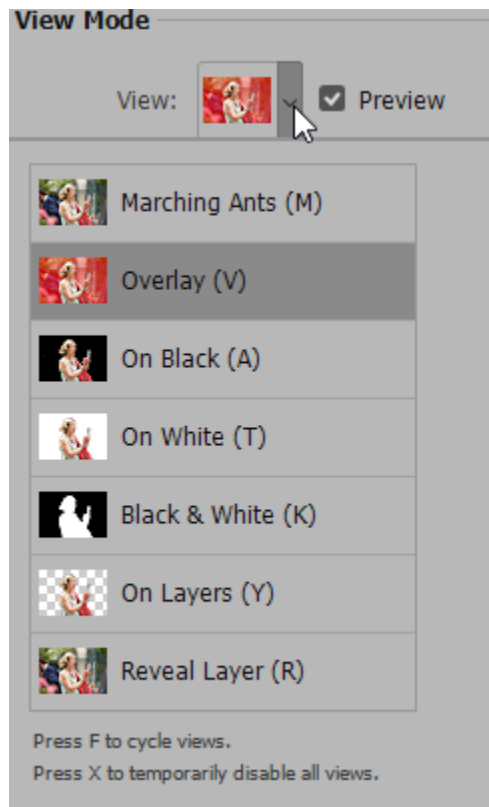 View Mode
View: Preview
Marching Ants (M)
Overlay (V)
On Black (A)
On White (T)
Black & White (K)
On Layers (Y)
Reveal Layer (R)
Press F to cycle views.
Press X to temporarily disable all views.